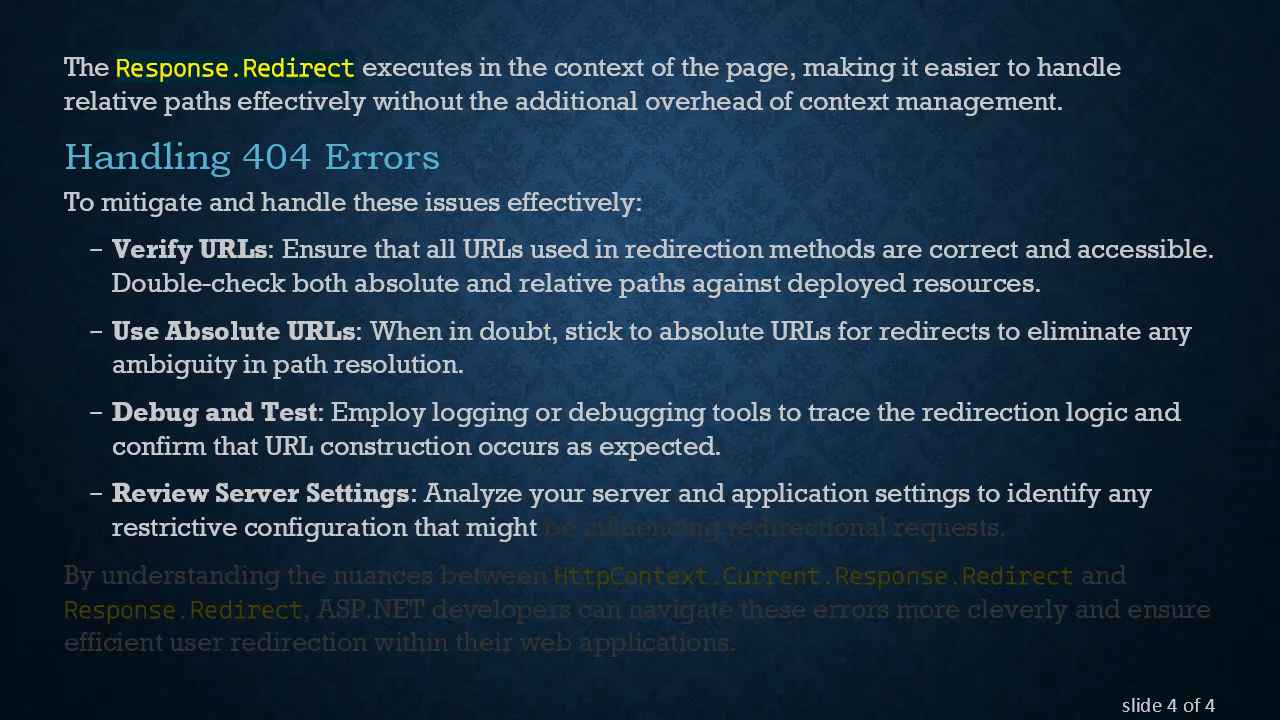 The Response.Redirect executes in the context of the page, making it easier to handle
relative paths effectively without the additional overhead of context management.
Handling 404 Errors
To mitigate and handle these issues effectively:
– Verify URLs: Ensure that all URLs used in redirection methods are correct and accessible.
Double-check both absolute and relative paths against deployed resources.
– Use Absolute URLs: When in doubt, stick to absolute URLs for redirects to eliminate any
ambiguity in path resolution.
– Debug and Test: Employ logging or debugging tools to trace the redirection logic and
confirm that URL construction occurs as expected.
– Review Server Settings: Analyze your server and application settings to identify any
restrictive configuration that might be influencing redirectional requests.
By understanding the nuances between HttpContext.Current.Response.Redirect and
Response.Redirect, ASP.NET developers can navigate these errors more cleverly and ensure
efficient user redirection within their web applications.
slide 4 of 4